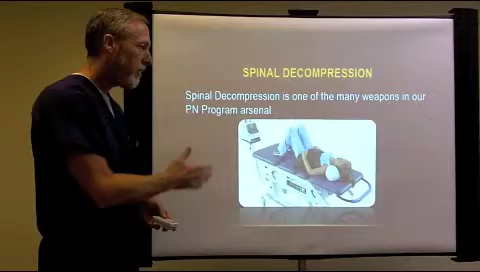 SPINAL DECOMPRESSION
Spinal Decompression is one of the many weapons in our
PN Program arsenal...